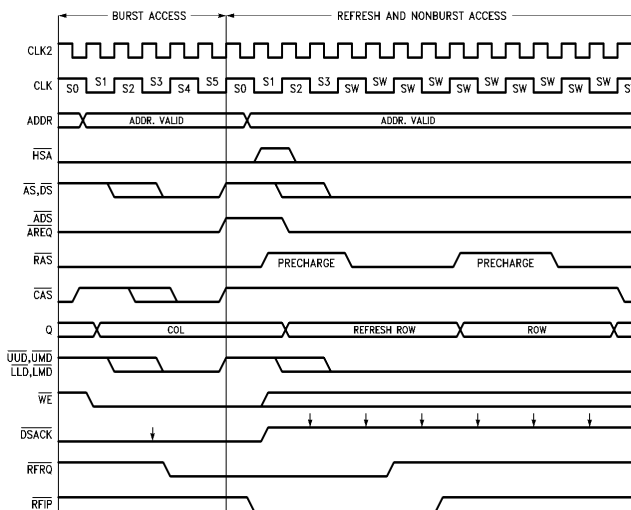 BURST ACCESS REFRESH AND NONBURST ACCESS
CLK2
CLK S0 S1 S2 S3 S4 S5 S0 S1 S2 S3 SW SW SW SW SW SW SW SW SW SW
ADDR ADDR. VALID ADDR. VALID
HSA
AS,DS
ADS
AREQ
RAS PRECHARGE PRECHARGE
CAS
Q COL REFRESH ROW ROW
UUD,UMD
LLD,LMD
WE
DSACK
RFRQ
RFIP